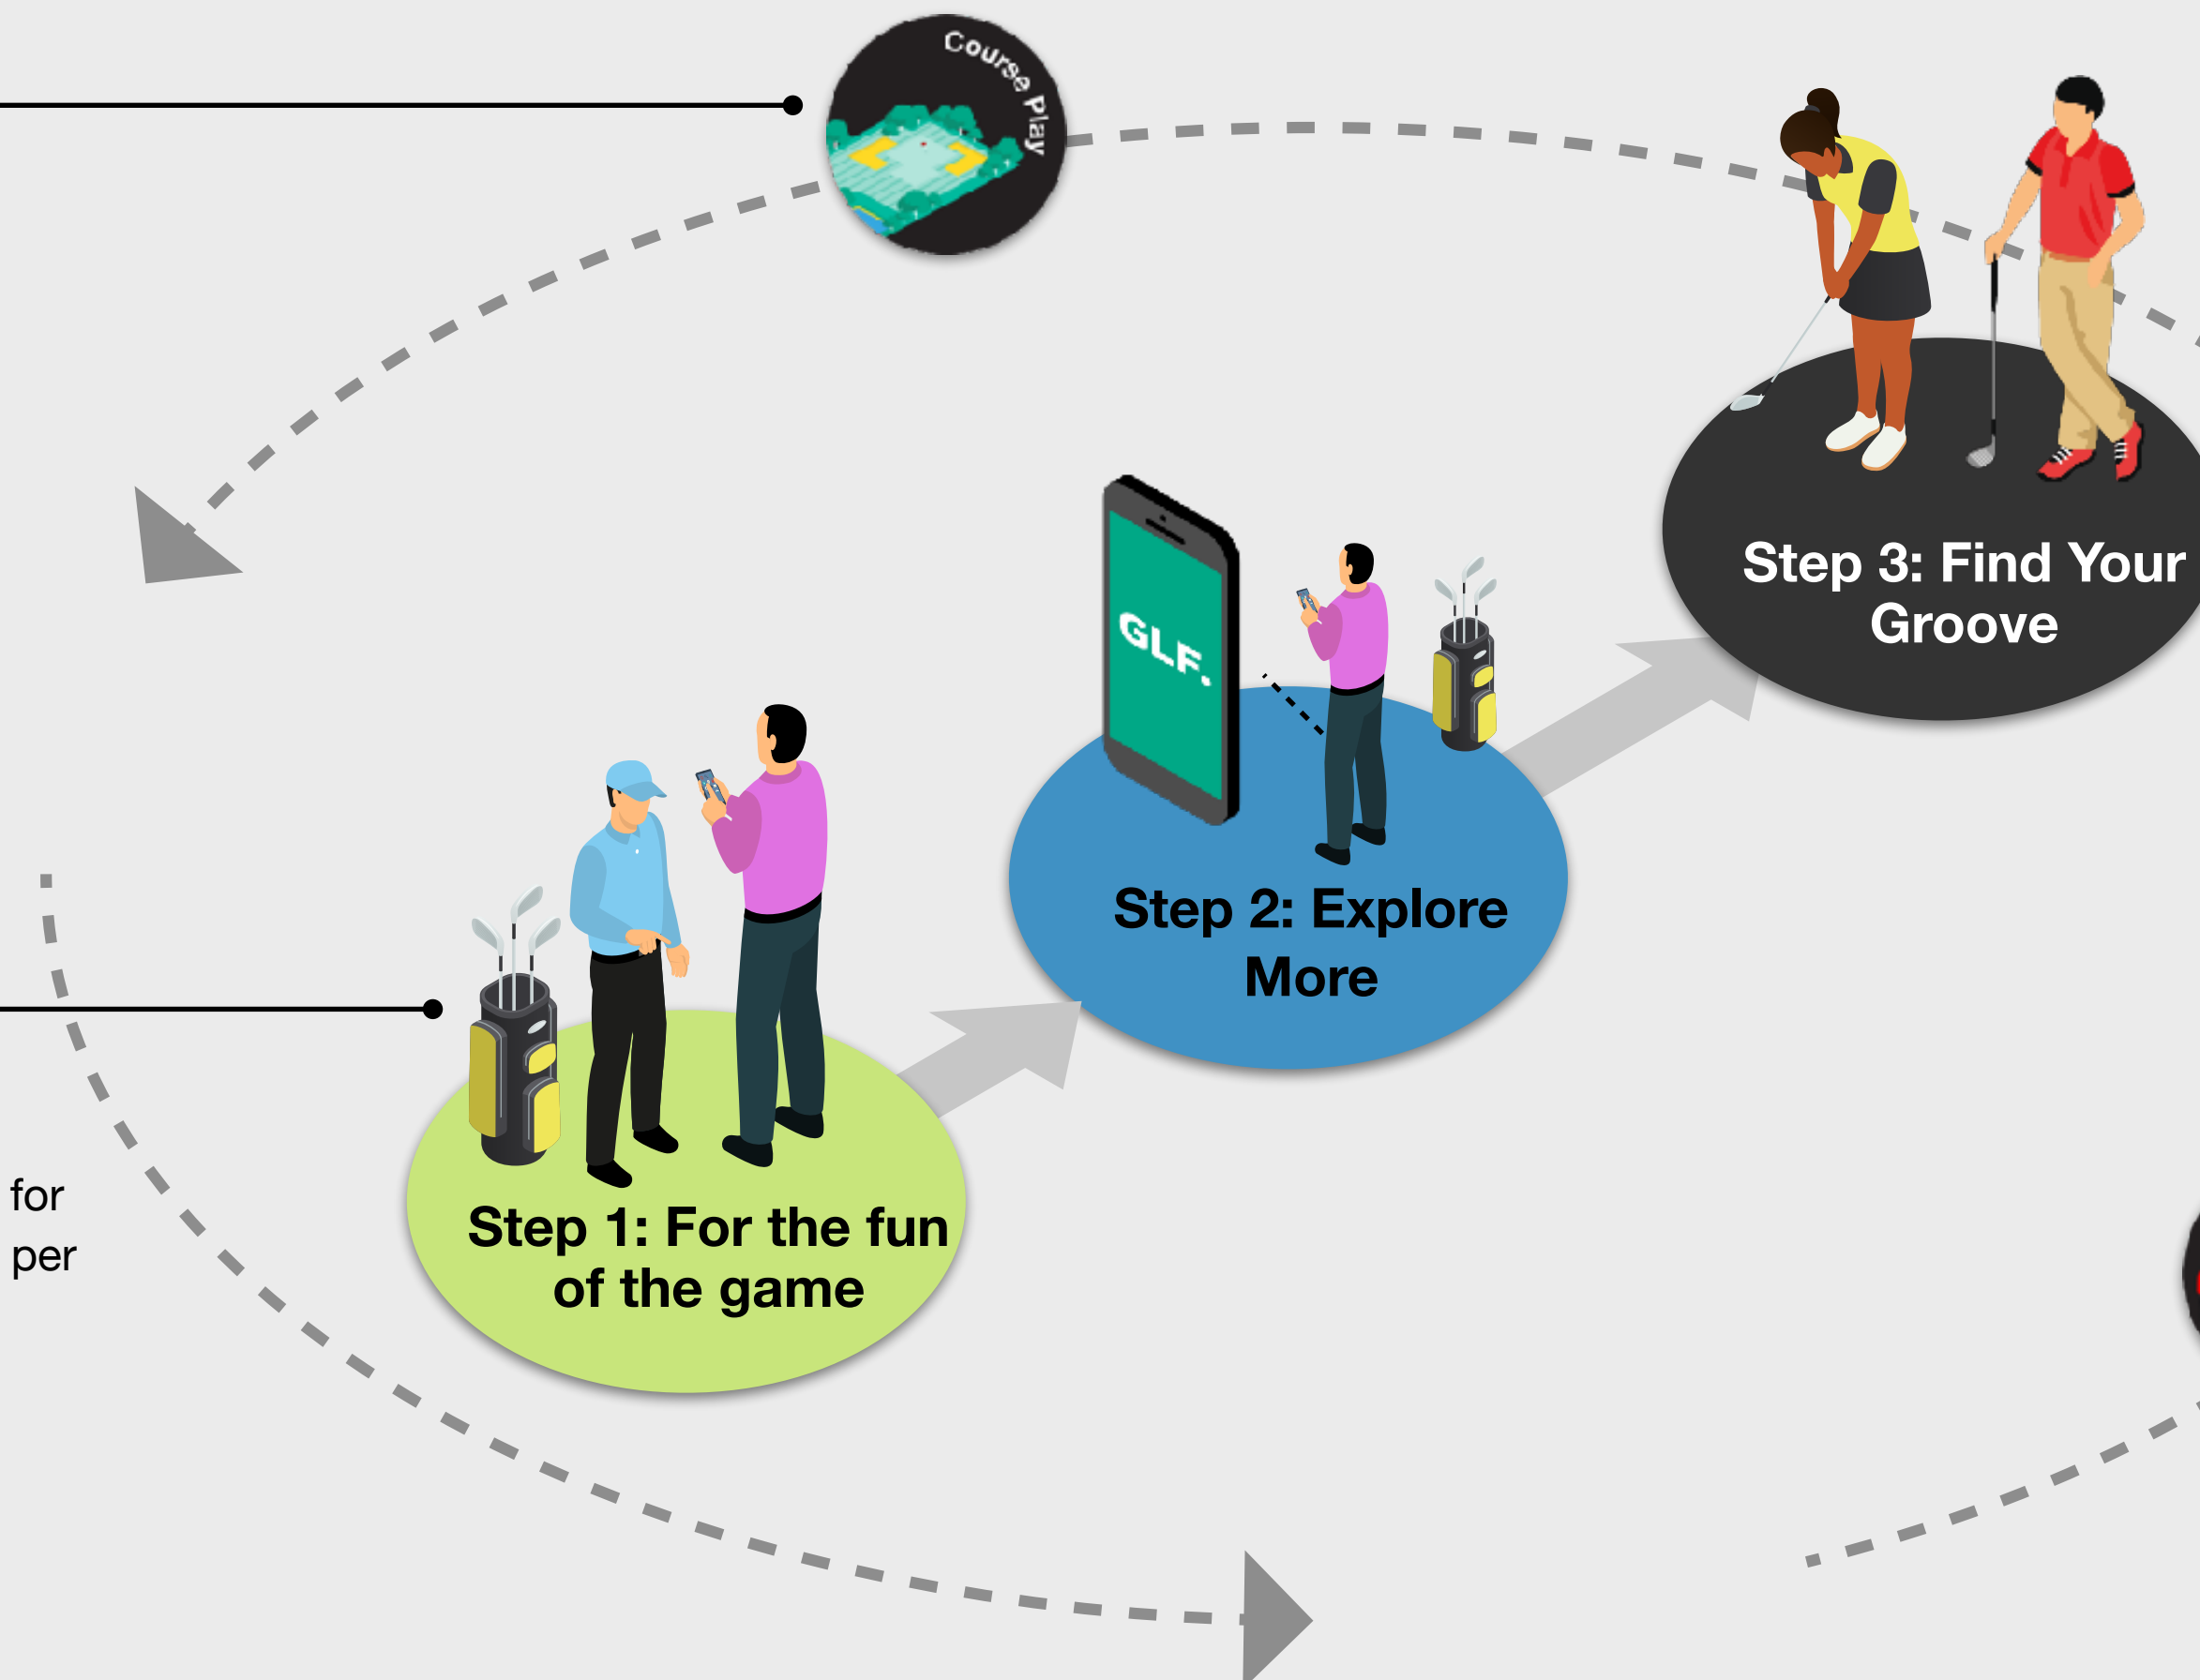 Course Play
GLF.
Step 3: Find Your
Groove
Step 2: Explore
More
for
per
Step 1: For the fun
of the game